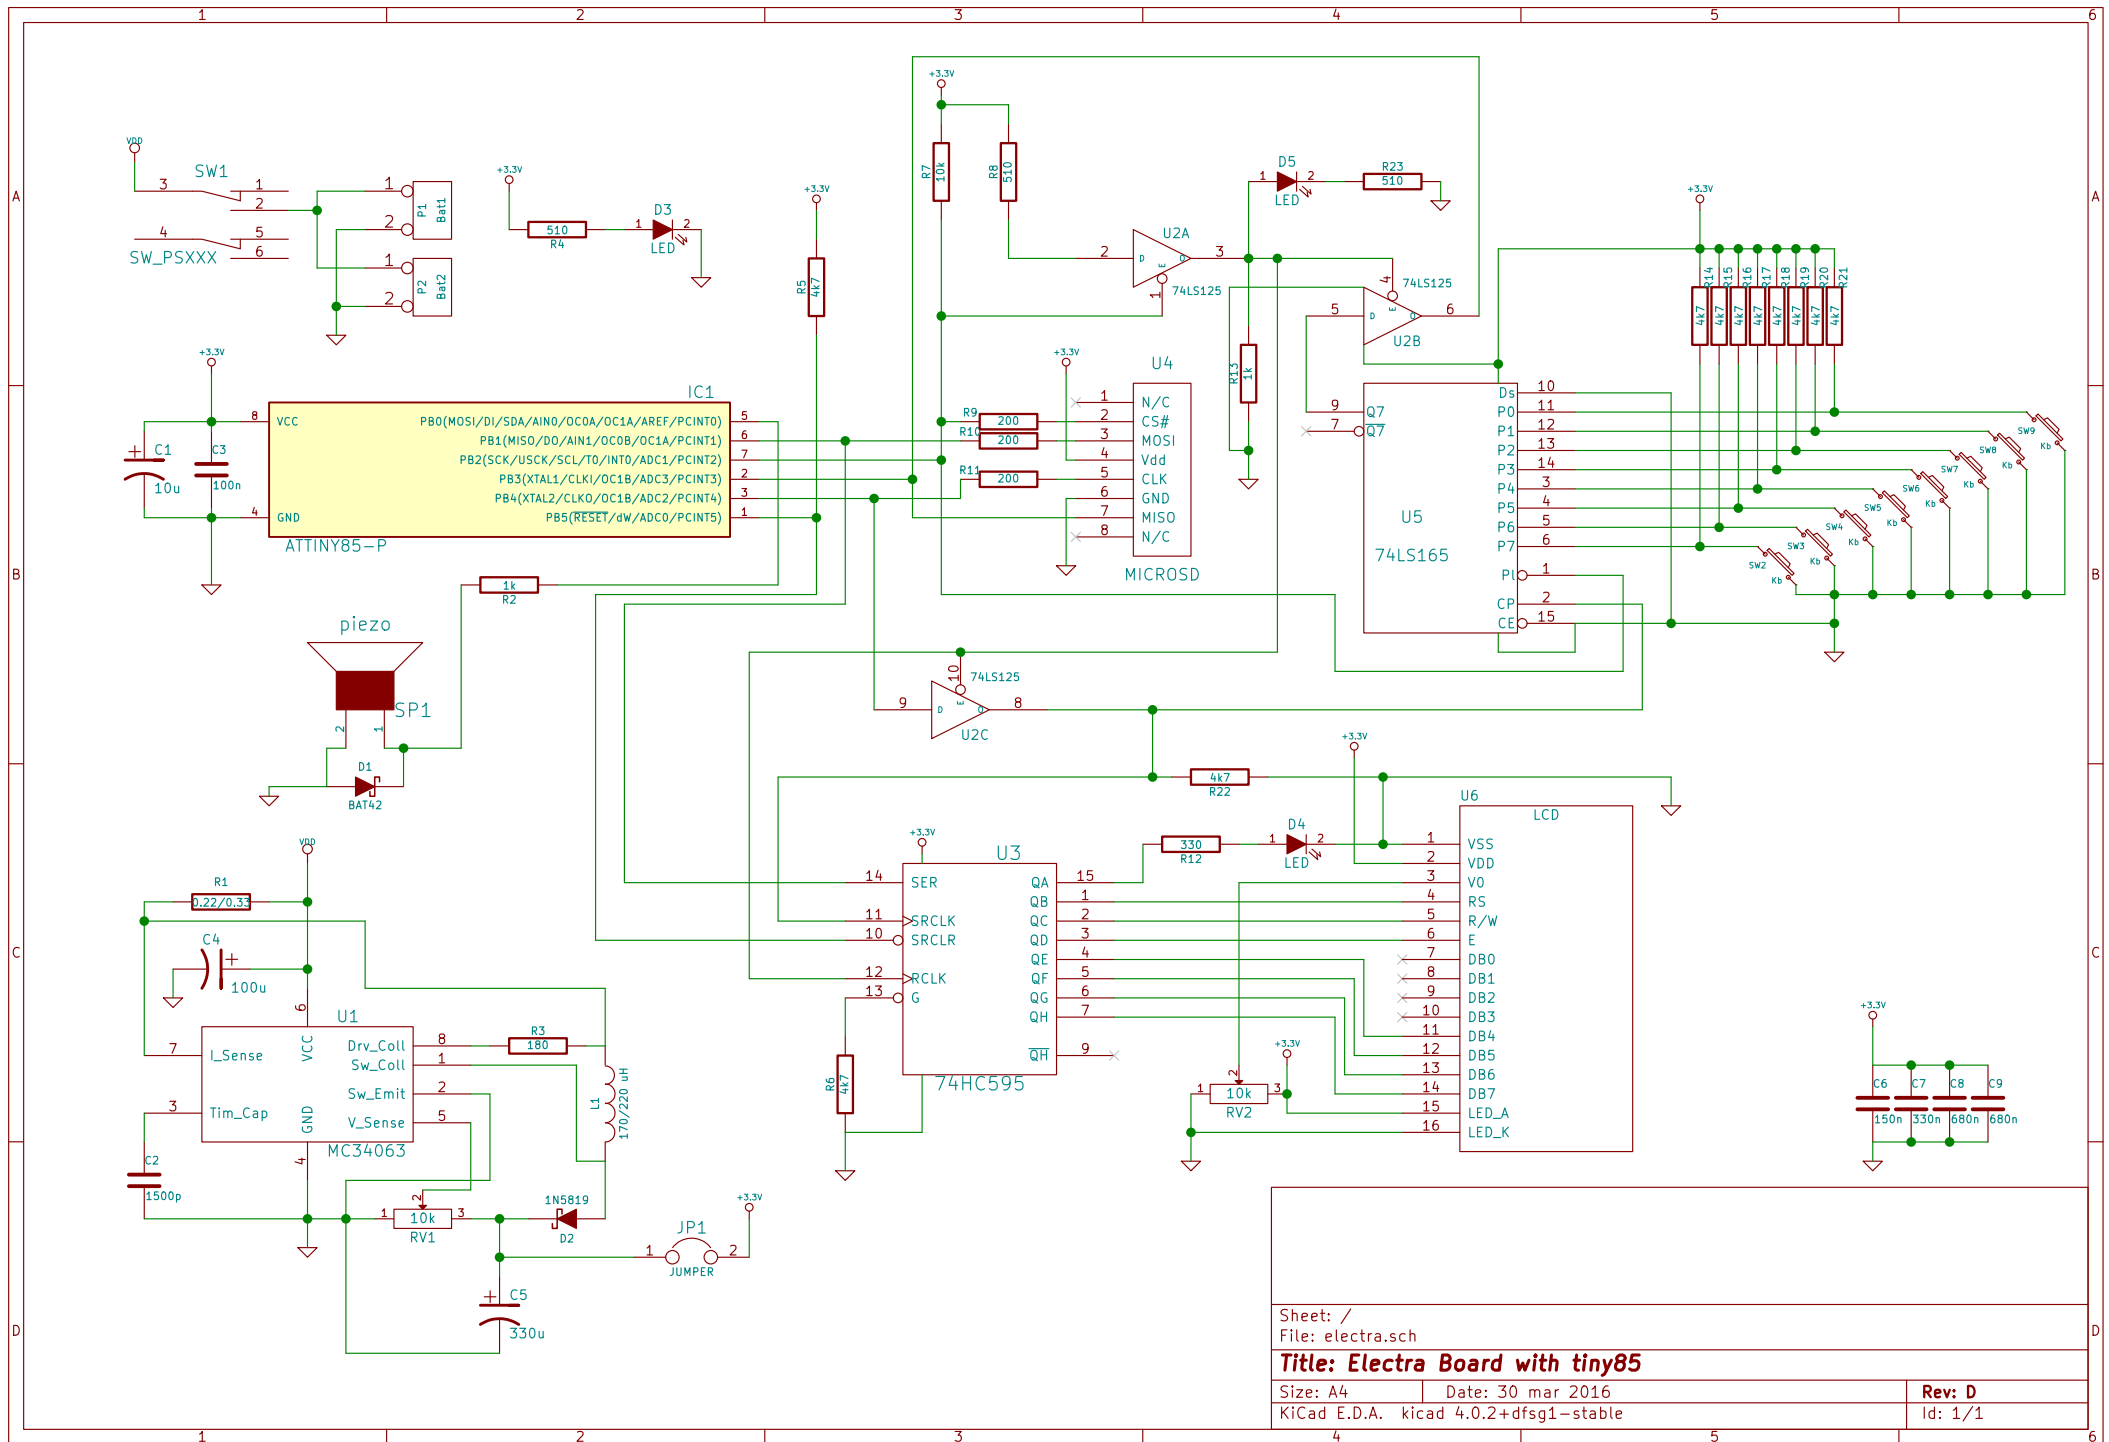 1 2 3 4 5 6
A
B
C
D
VDD
SW1
3 1
2
4 5
6
SW_PSXXX
1
2
P1
Bat1
1
2
P2
Bat2
+3.3V
510
R4
D3
1 2
LED
+3.3V
R5
4k7
+3.3V
R7
10k
R8
510
U2A
2 D E O 3
1
74LS125
D5
1 2
LED
R23
510
4
74LS125
5 D E O 6
U2B
R13
1k
+3.3V
R14
R15
R16
R17
R18
R19
R20
R21
4k7
4k7
4k7
4k7
4k7
4k7
4k7
4k7
+3.3V
C1
10u
C3
100n
IC1
8 VCC
4 GND
PB0(MOSI/DI/SDA/AIN0/OC0A/OC1A/AREF/PCINT0) 5
PB1(MISO/DO/AIN1/OC0B/OC1A/PCINT1) 6
PB2(SCK/USCK/SCL/T0/INT0/ADC1/PCINT2) 7
PB3(XTAL1/CLKI/OC1B/ADC3/PCINT3) 2
PB4(XTAL2/CLKO/OC1B/ADC2/PCINT4) 3
PB5(RESET/dW/ADC0/PCINT5) 1
ATTINY85-P
R9
200
R10
200
R11
200
+3.3V
U4
1 N/C
2 CS#
3 MOSI
4 Vdd
5 CLK
6 GND
7 MISO
8 N/C
MICROSD
9 Q7
7 Q7
U5
74LS165
Ds 10
P0 11
P1 12
P2 13
P3 14
P4 3
P5 4
P6 5
P7 6
Pl 1
CP 2
CE 15
SW9
Kb
SW8
Kb
SW7
Kb
SW6
Kb
SW5
Kb
SW4
Kb
SW3
Kb
SW2
Kb
1k
R2
piezo
SP1
2
1
D1
BAT42
10
74LS125
9 D E O 8
U2C
4k7
R22
+3.3V
330
R12
D4
1 2
LED
U6
LCD
1 VSS
2 VDD
3 V0
4 RS
5 R/W
6 E
7 DB0
8 DB1
9 DB2
10 DB3
11 DB4
12 DB5
13 DB6
14 DB7
15 LED_A
16 LED_K
+3.3V
U3
14 SER
11 SRCLK
10 SRCLR
12 RCLK
13 G
QA 15
QB 1
QC 2
QD 3
QE 4
QF 5
QG 6
QH 7
QH 9
74HC595
R6
4k7
+3.3V
1 2 3
10k
RV2
VDD
R1
0.22/0.33
C4
100u
U1
6
VCC
7 I_Sense
3 Tim_Cap
GND
4
Drv_Coll 8
Sw_Coll 1
Sw_Emit 2
V_Sense 5
MC34063
R3
180
L1
170/220 uH
C2
1500p
1 2 3
10k
RV1
1N5819
D2
+3.3V
JP1
1 2
JUMPER
C5
330u
+3.3V
C6
150n
C7
330n
C8
680n
C9
680n
Sheet: /
File: electra.sch
Title: Electra Board with tiny85
Size: A4 Date: 30 mar 2016 Rev: D
KiCad E.D.A. kicad 4.0.2+dfsg1-stable Id: 1/1
A
B
C
D
1 2 3 4 5 6